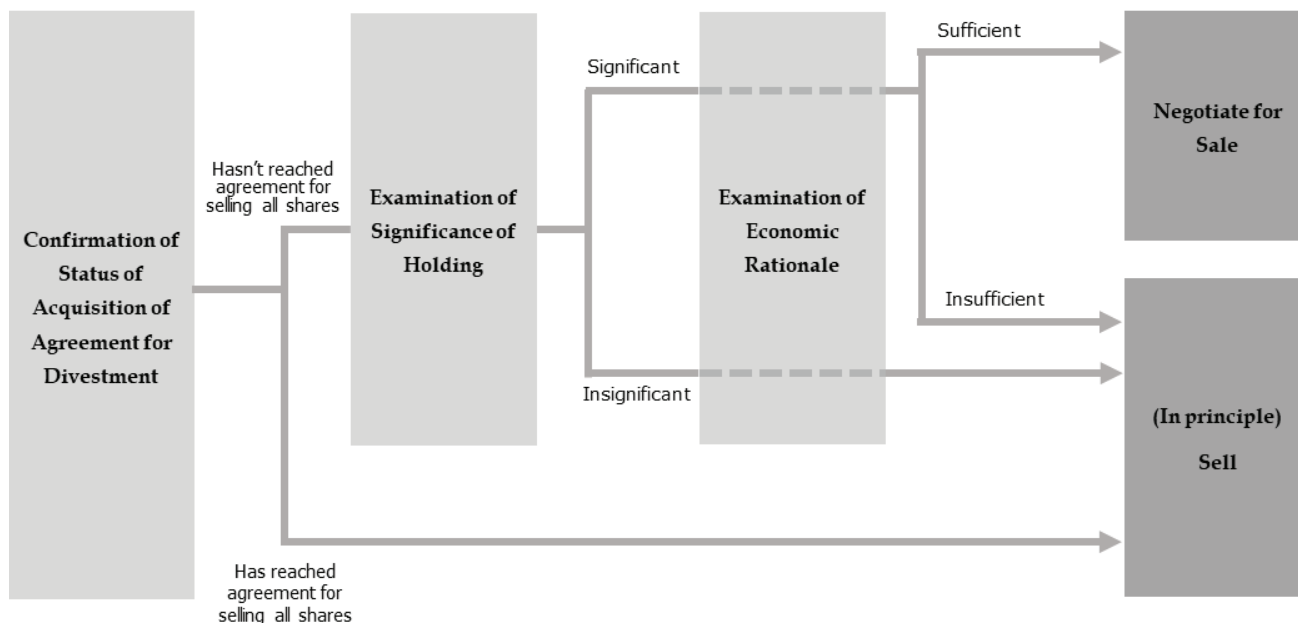 Confirmation of
Status of
Acquisition of
Agreement for
Divestment
Hasn't reached
agreement for
selling all shares
Has reached
agreement for
selling all shares
Examination of
Significance of
Holding
Significant
Insignificant
Examination of
Economic
Rationale
Sufficient
Insufficient
Negotiate for
Sale
(In principle)
Sell